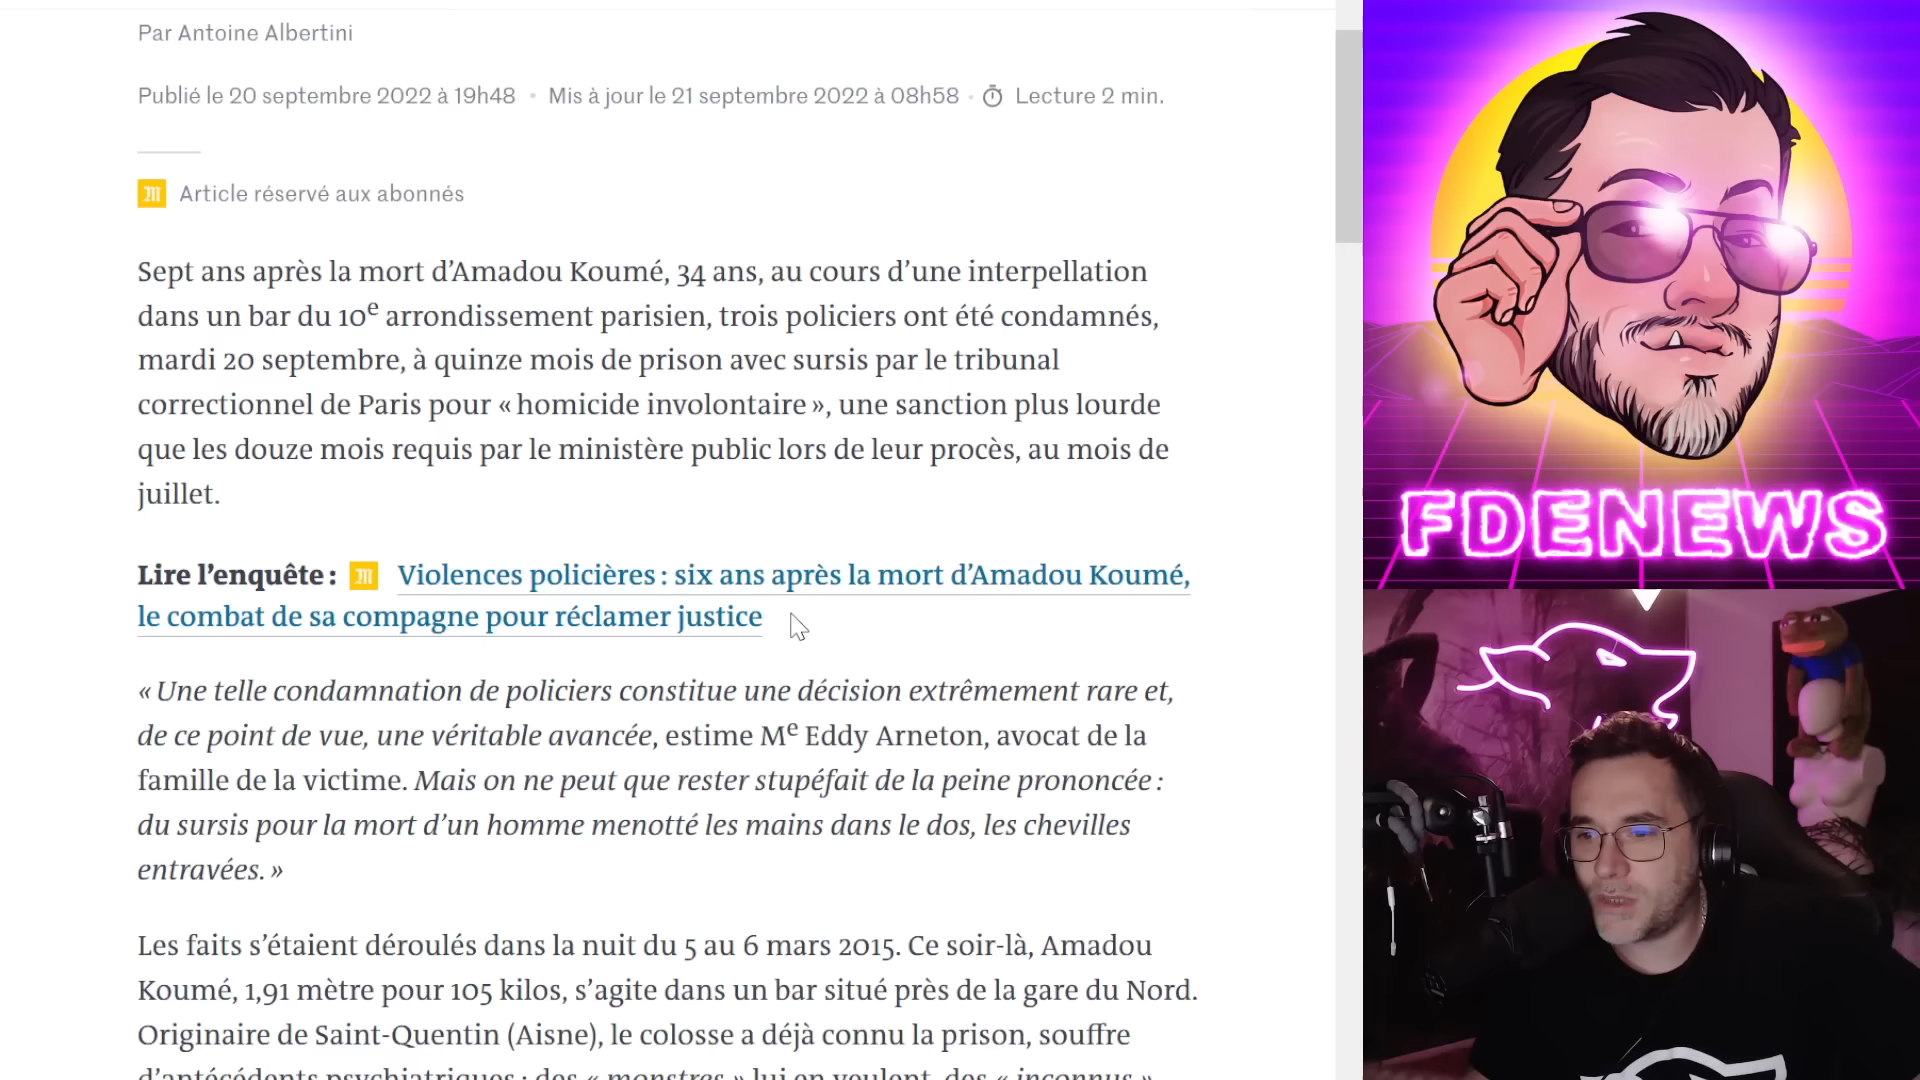 Par Antoine Albertini
Publié le 20 septembre 2022 à 19h48 • Mis à jour le 21 septembre 2022 à 08h58 • Lecture 2 min.
Article réservé aux abonnés
Sept ans après la mort d’Amadou Koumé, 34 ans, au cours d’une interpellation
dans un bar du 10e arrondissement parisien, trois policiers ont été condamnés,
mardi 20 septembre, à quinze mois de prison avec sursis par le tribunal
correctionnel de Paris pour « homicide involontaire », une sanction plus lourde
que les douze mois requis par le ministère public lors de leur procès, au mois de
juillet.
Lire l’enquête : Violences policières : six ans après la mort d’Amadou Koumé,
le combat de sa compagne pour réclamer justice
« Une telle condamnation de policiers constitue une décision extrêmement rare et,
de ce point de vue, une véritable avancée, estime Me Eddy Arneton, avocat de la
famille de la victime. Mais on ne peut que rester stupéfait de la peine prononcée :
du sursis pour la mort d’un homme menotté les mains dans le dos, les chevilles
entravées. »
Les faits s’étaient déroulés dans la nuit du 5 au 6 mars 2015. Ce soir-là, Amadou
Koumé, 1,91 mètre pour 105 kilos, s’agite dans un bar situé près de la gare du Nord.
Originaire de Saint-Quentin (Aisne), le colosse a déjà connu la prison, souffre
d’antécédents psychiatriques : des « monstres » lui en veulent, des « inconnus »
FDENEWS